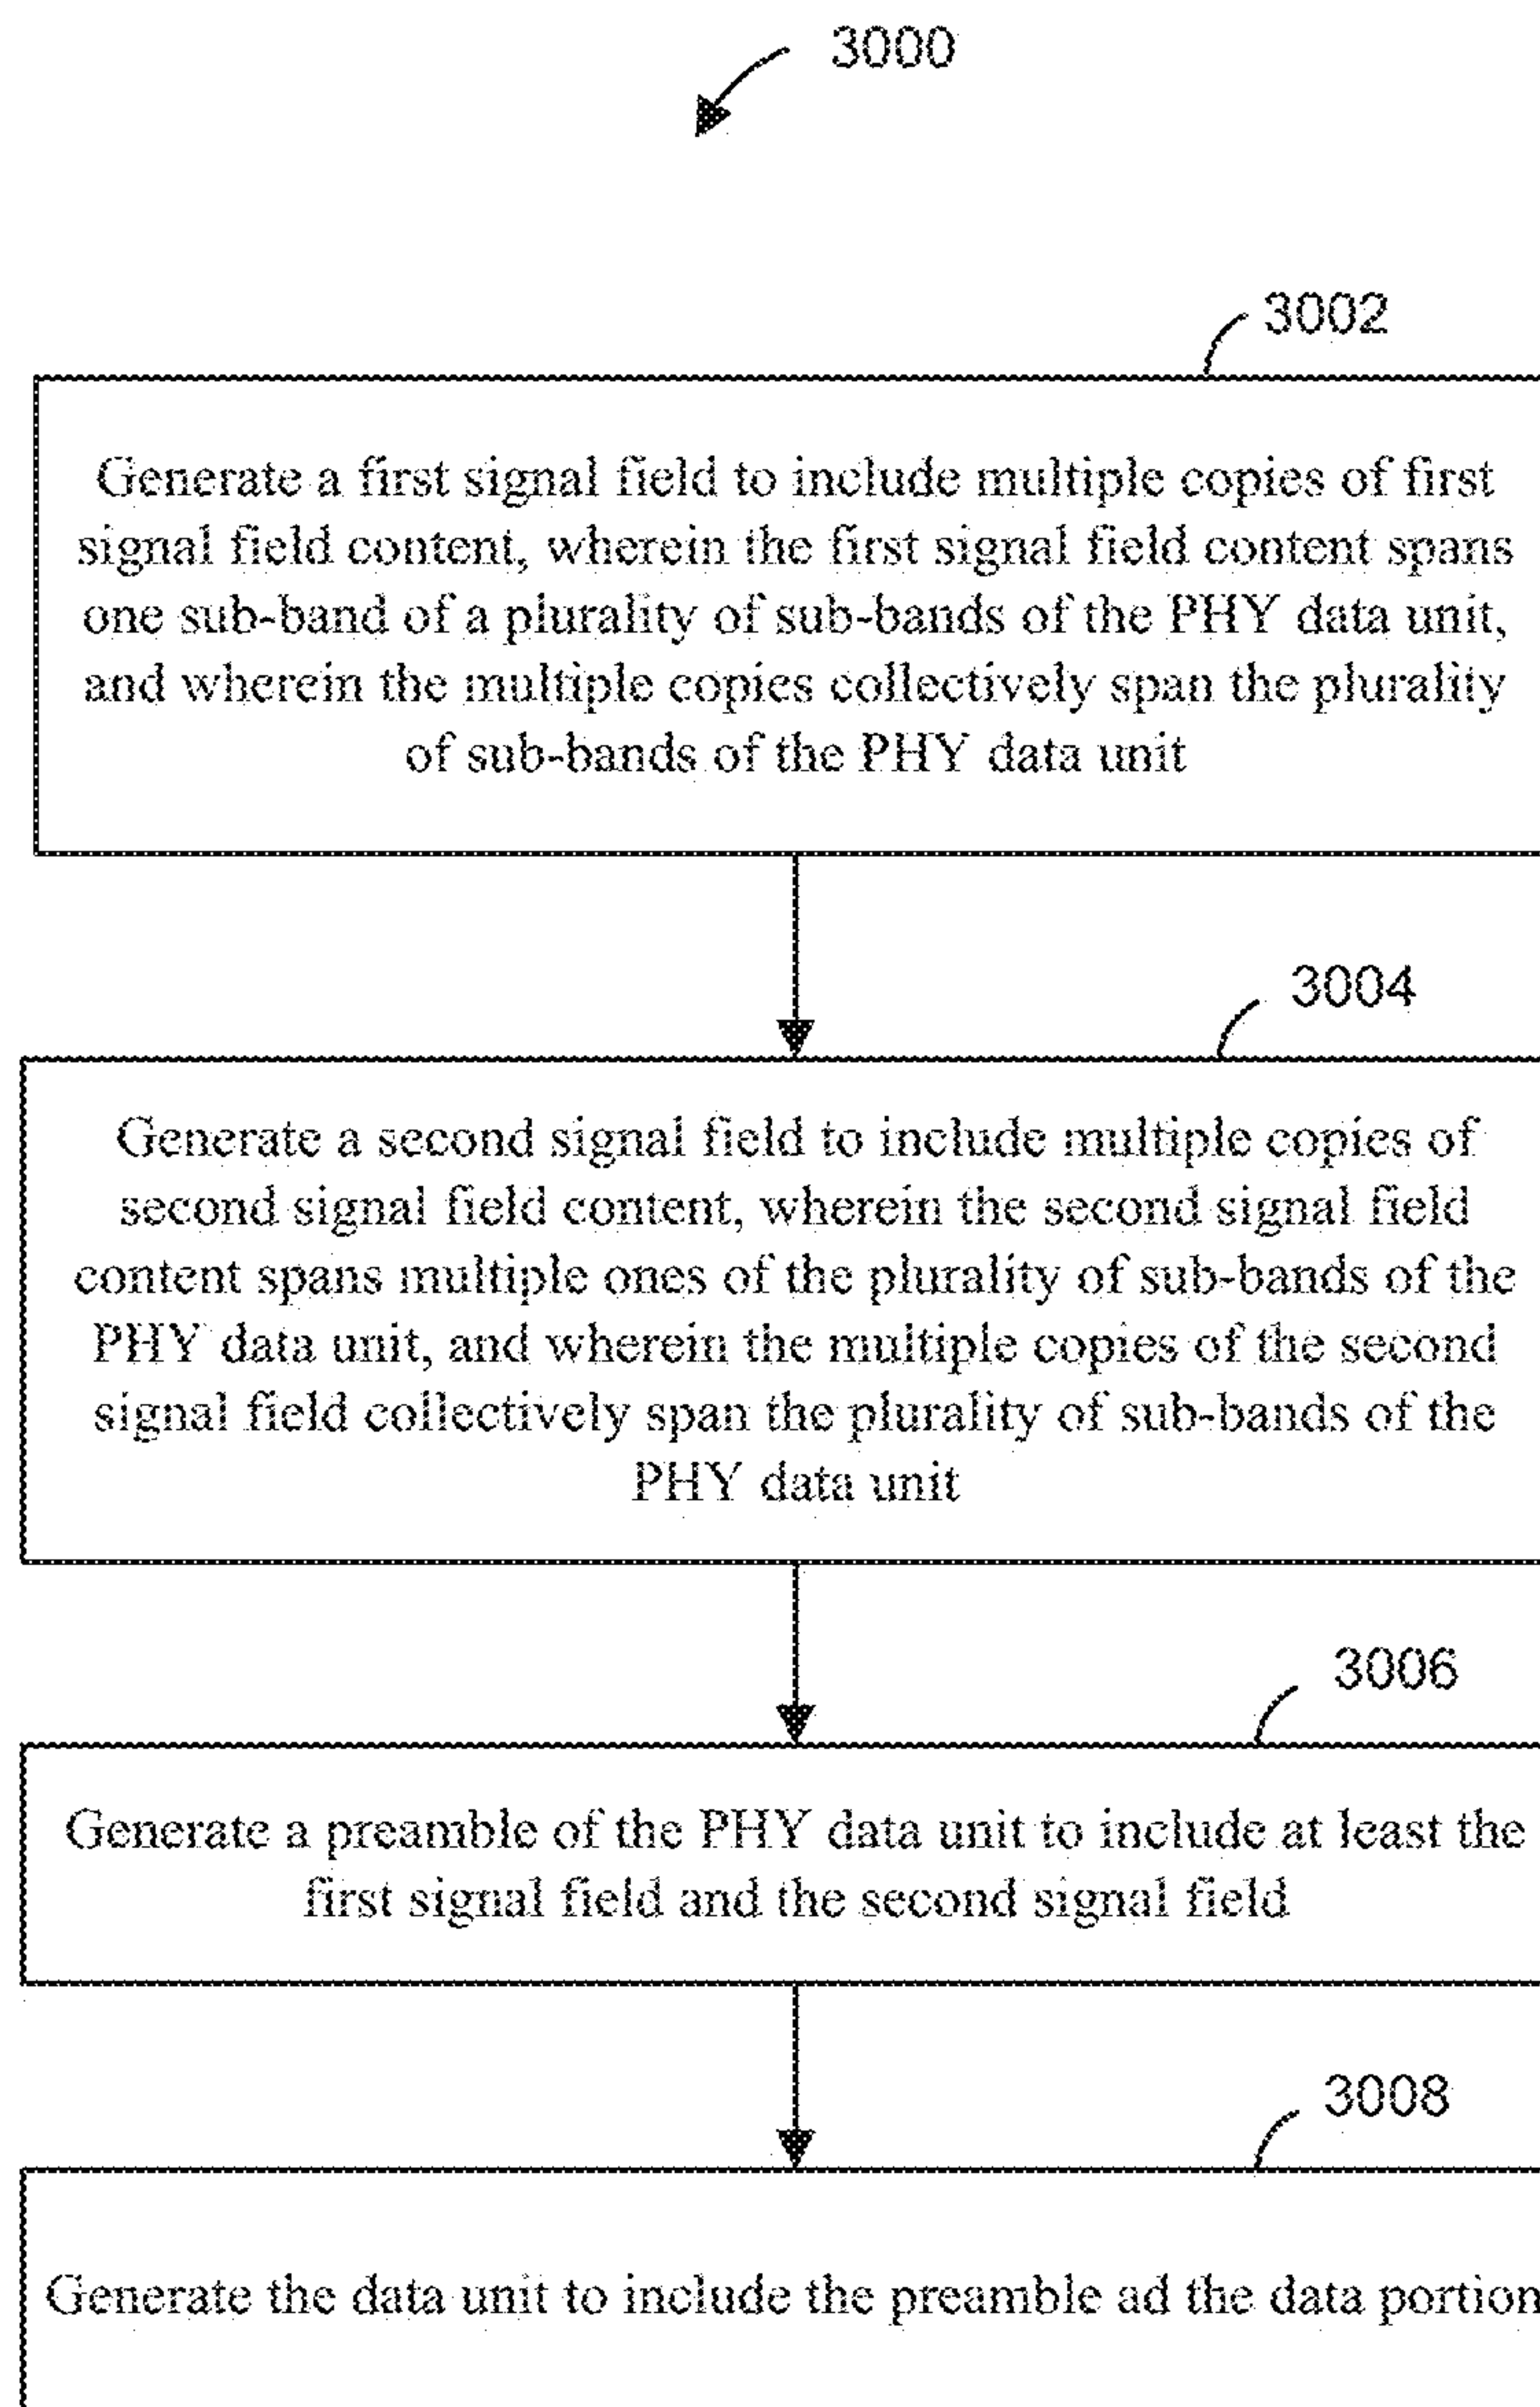 3000
3002
Generate a first signal field to include multiple copies of first
signal field content, wherein the first signal field content spans
one sub-band of a plurality of sub-bands of the PHY data unit,
and wherein the multiple copies collectively span the plurality
of sub-bands of the PHY data unit
3004
Generate a second signal field to include multiple copies of
second signal field content, wherein the second signal field
content spans multiple ones of the plurality of sub-bands of the
PHY data unit, and wherein the multiple copies of the second
signal field collectively span the plurality of sub-bands of the
PHY data unit
3006
Generate a preamble of the PHY data unit to include at least the
first signal field and the second signal field
3008
Generate the data unit to include the preamble ad the data portion